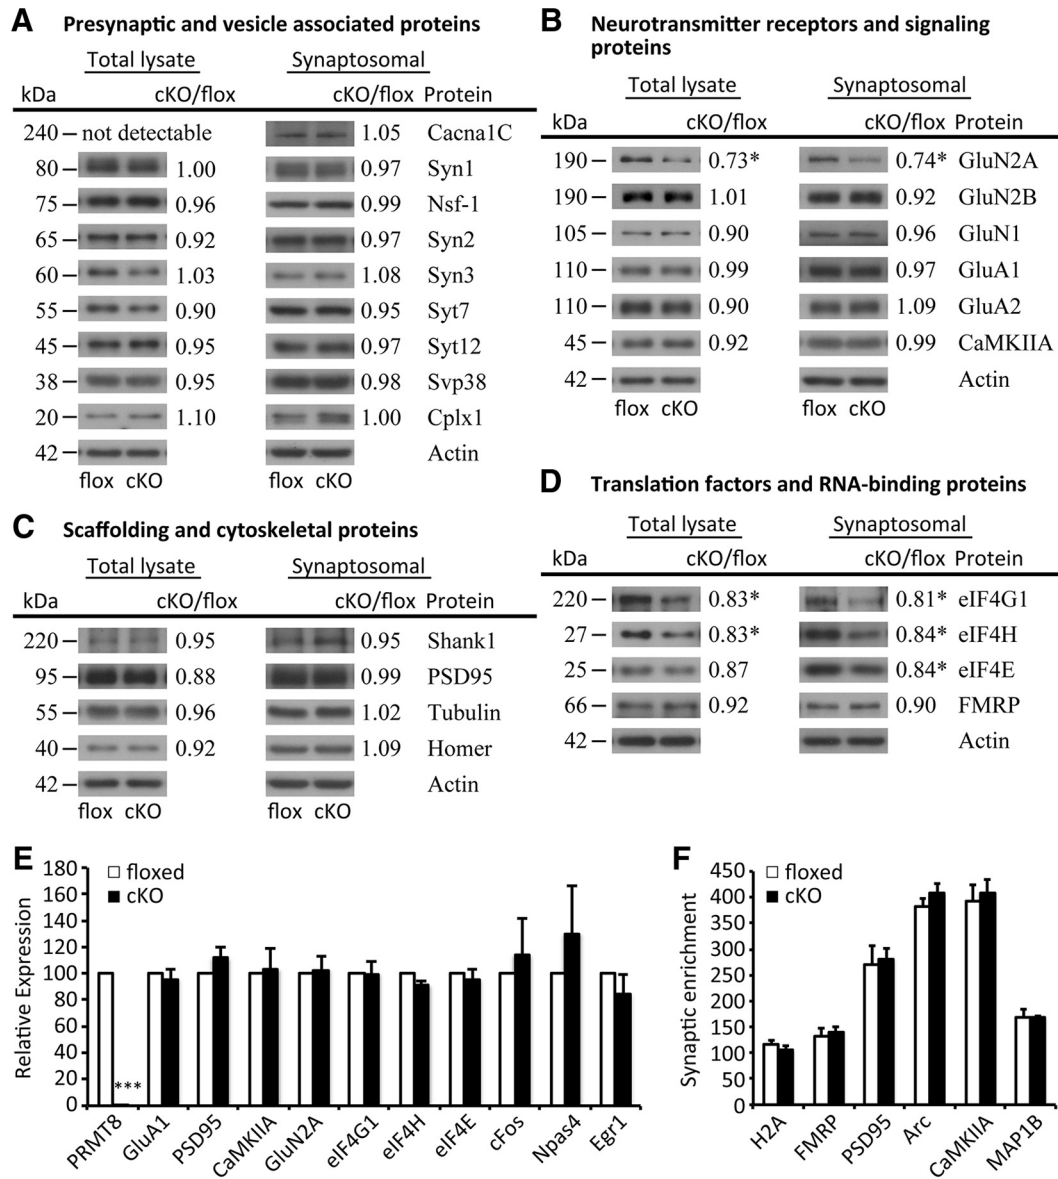 A Presynaptic and vesicle associated proteins
Total lysate Synaptosomal
kDa cKO/flox cKO/flox Protein
240 not detectable 1.05 Cacna1C
80 1.00 0.97 Syn1
75 0.96 0.99 Nsf-1
65 0.92 0.97 Syn2
60 1.03 1.08 Syn3
55 0.90 0.95 Syt7
45 0.95 0.97 Syt12
38 0.95 0.98 Svp38
20 1.10 1.00 Cplx1
42 Actin
flox cKO flox cKO
B Neurotransmitter receptors and signaling
proteins
Total lysate Synaptosomal
kDa cKO/flox cKO/flox Protein
190 0.73* 0.74* GluN2A
190 1.01 0.92 GluN2B
105 0.90 0.96 GluN1
110 0.99 0.97 GluA1
110 0.90 1.09 GluA2
45 0.92 0.99 CaMKIIA
42 Actin
flox cKO flox cKO
C Scaffolding and cytoskeletal proteins
Total lysate Synaptosomal
kDa cKO/flox cKO/flox Protein
220 0.95 0.95 Shank1
95 0.88 0.99 PSD95
55 0.96 1.02 Tubulin
40 0.92 1.09 Homer
42 Actin
flox cKO flox cKO
D Translation factors and RNA-binding proteins
Total lysate Synaptosomal
kDa cKO/flox cKO/flox Protein
220 0.83* 0.81* eIF4G1
27 0.83* 0.84* eIF4H
25 0.87 0.84* eIF4E
66 0.92 0.90 FMRP
42 Actin
E
Relative Expression
180
160
140
120
100
80
60
40
20
0
floxed
cKO
***
PRMT8 GluA1 PSD95 CaMKIIA GluN2A eIF4G1 eIF4H eIF4E cFos Npas4 Egr1
F
Synaptic enrichment
450
400
350
300
250
200
150
100
50
0
floxed
cKO
H2A FMRP PSD95 Arc CaMKIIA MAP1B